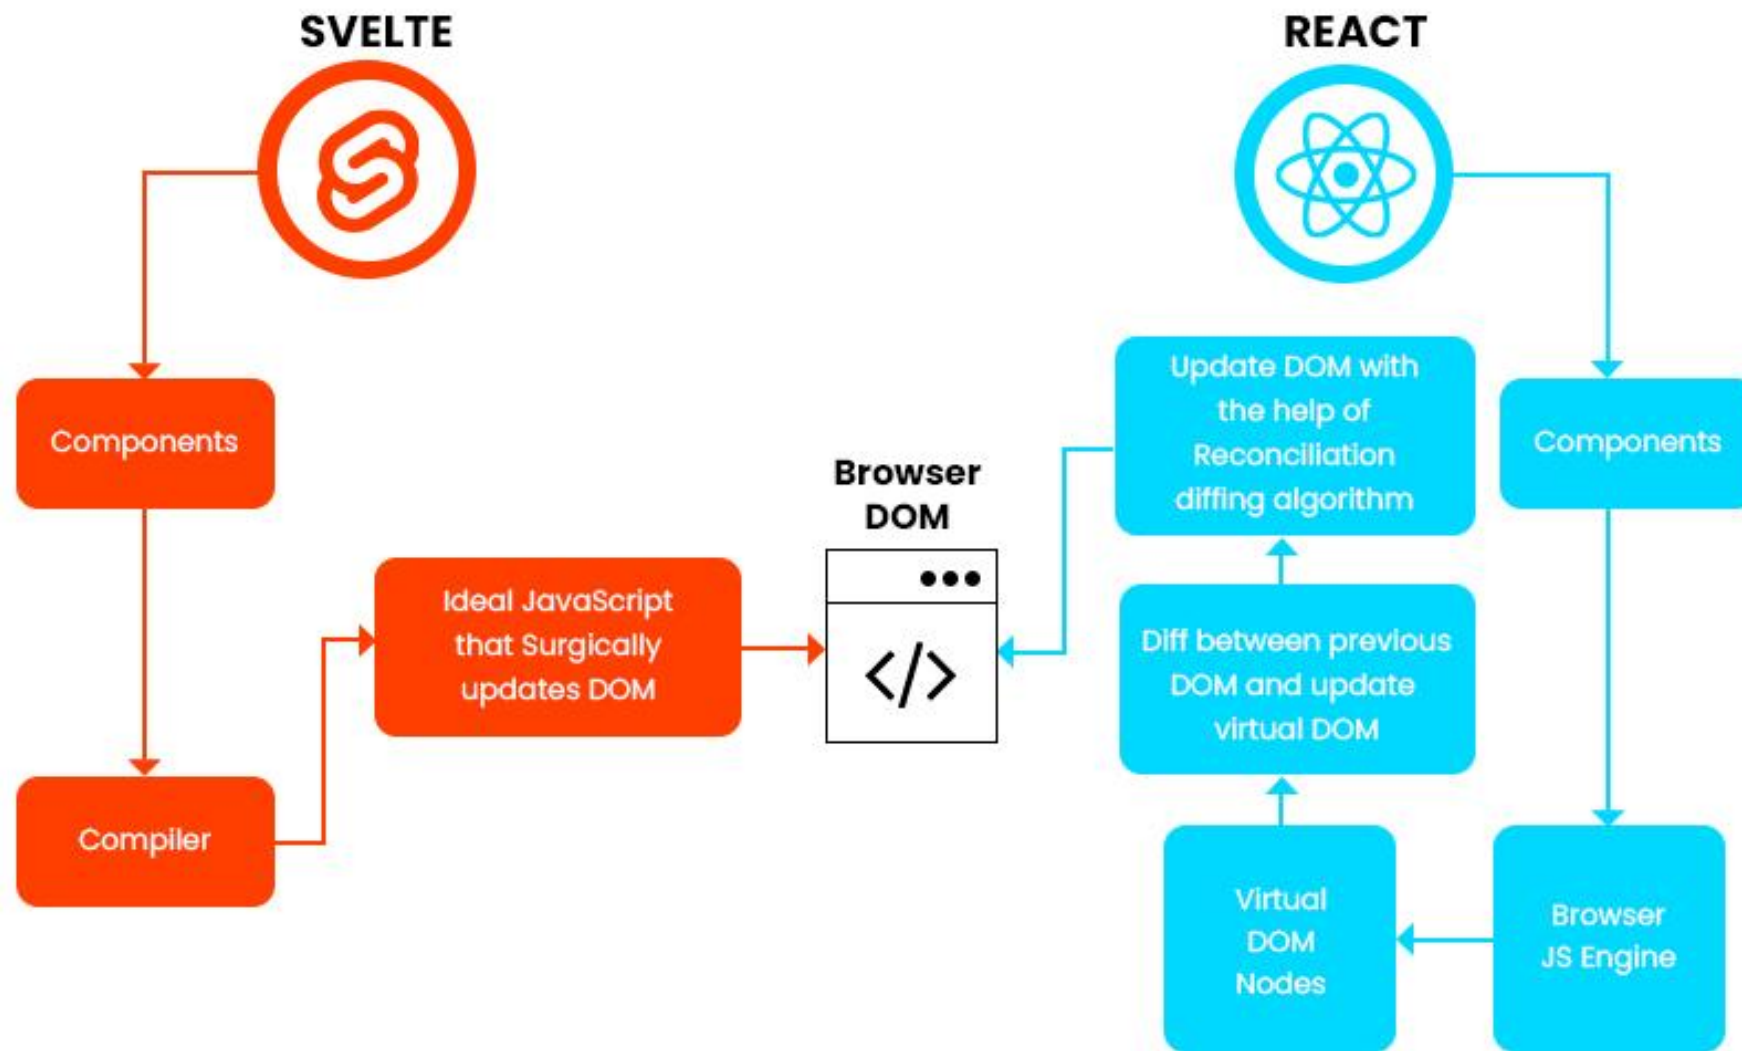 SVELTE
REACT
Components
Compiler
Ideal JavaScript
that Surgically
updates DOM
Browser
DOM
</>
Update DOM with
the help of
Reconciliation
diffing algorithm
Components
Diff between previous
DOM and update
virtual DOM
Virtual
DOM
Nodes
Browser
JS Engine